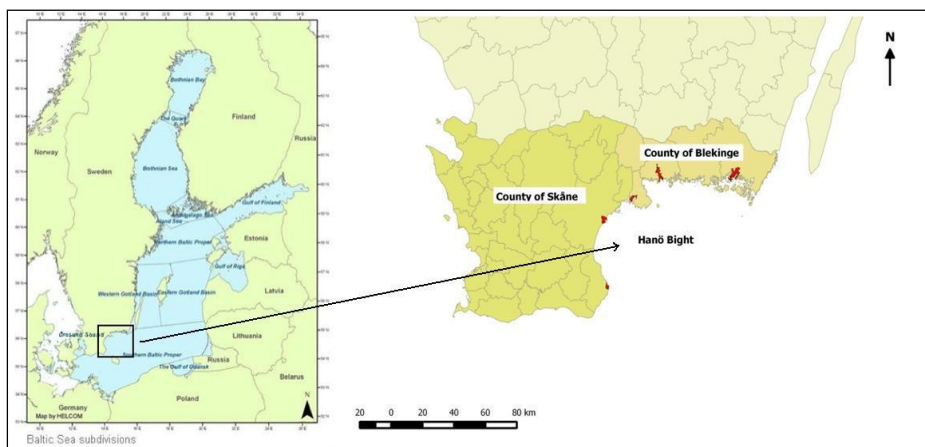 Bothnian Bay
The Quark
Finland
Russia
Norway
Sweden
Bothnian Sea
Gulf of Finland
Åland Sea
Northern Baltic Proper
Estonia
Gulf of Riga
Western Gotland Basin
Eastern Gotland Basin
Latvia
Lithuania
Southern Baltic Proper
Russia
The Gulf of Gdansk
Belarus
Germany
Poland
Map by HELCOM
N
Baltic Sea subdivisions
N
County of Blekinge
County of Skåne
Hanö Bight
20 0 20 40 60 80 km